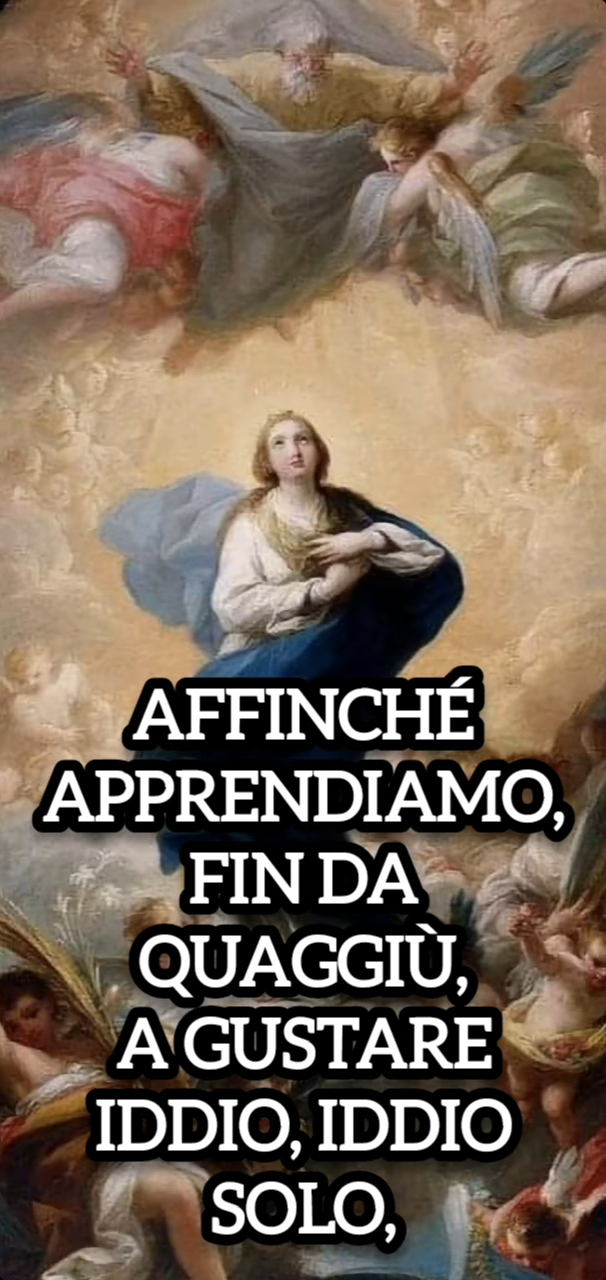 AFFINCHÉ
APPRENDIAMO,
FIN DA
QUAGGIÙ,
A GUSTARE
IDDIO, IDDIO
SOLO,